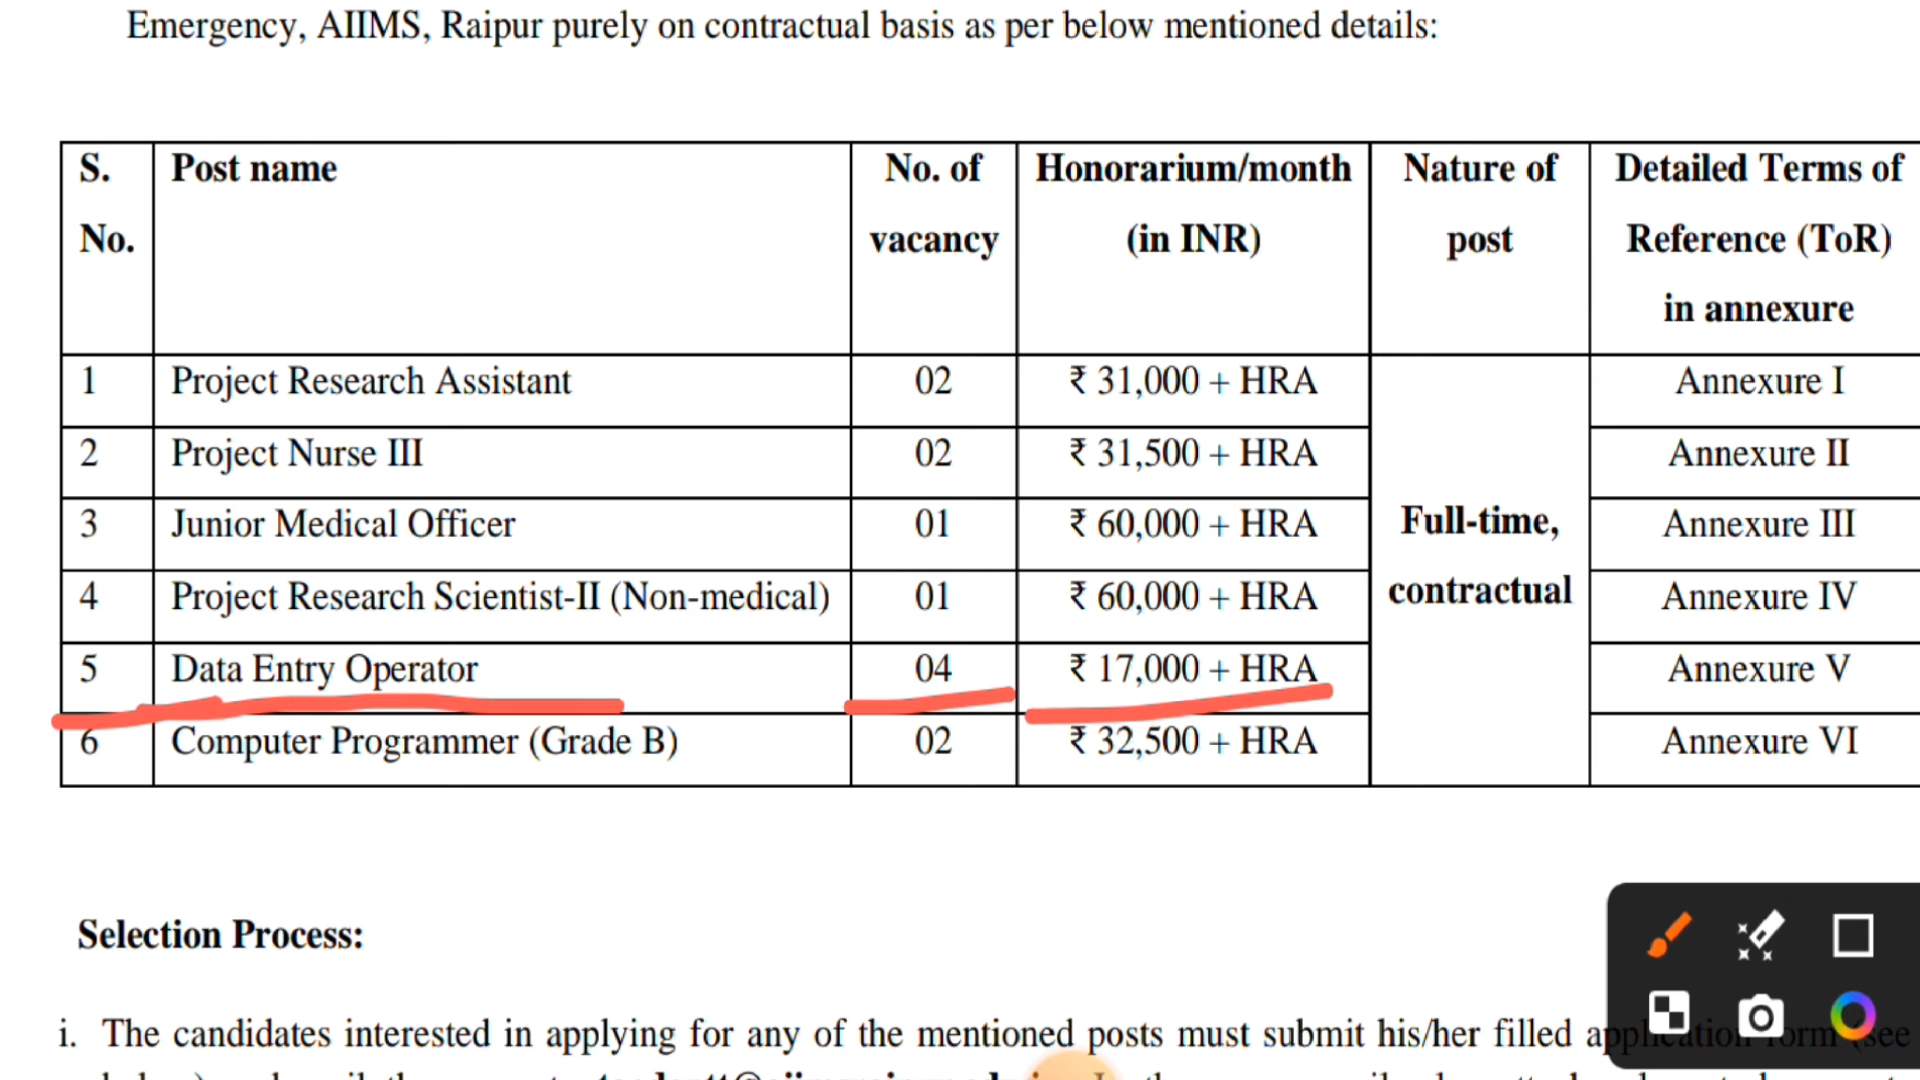 Emergency, AIIMS, Raipur purely on contractual basis as per below mentioned details:
S. No. Post name No. of vacancy Honorarium/month (in INR) Nature of post Detailed Terms of Reference (ToR) in annexure
1 Project Research Assistant 02 ₹ 31,000 + HRA Annexure I
2 Project Nurse III 02 ₹ 31,500 + HRA Annexure II
3 Junior Medical Officer 01 ₹ 60,000 + HRA Full-time, contractual Annexure III
4 Project Research Scientist-II (Non-medical) 01 ₹ 60,000 + HRA Annexure IV
5 Data Entry Operator 04 ₹ 17,000 + HRA Annexure V
6 Computer Programmer (Grade B) 02 ₹ 32,500 + HRA Annexure VI
Selection Process:
i. The candidates interested in applying for any of the mentioned posts must submit his/her filled application form (see